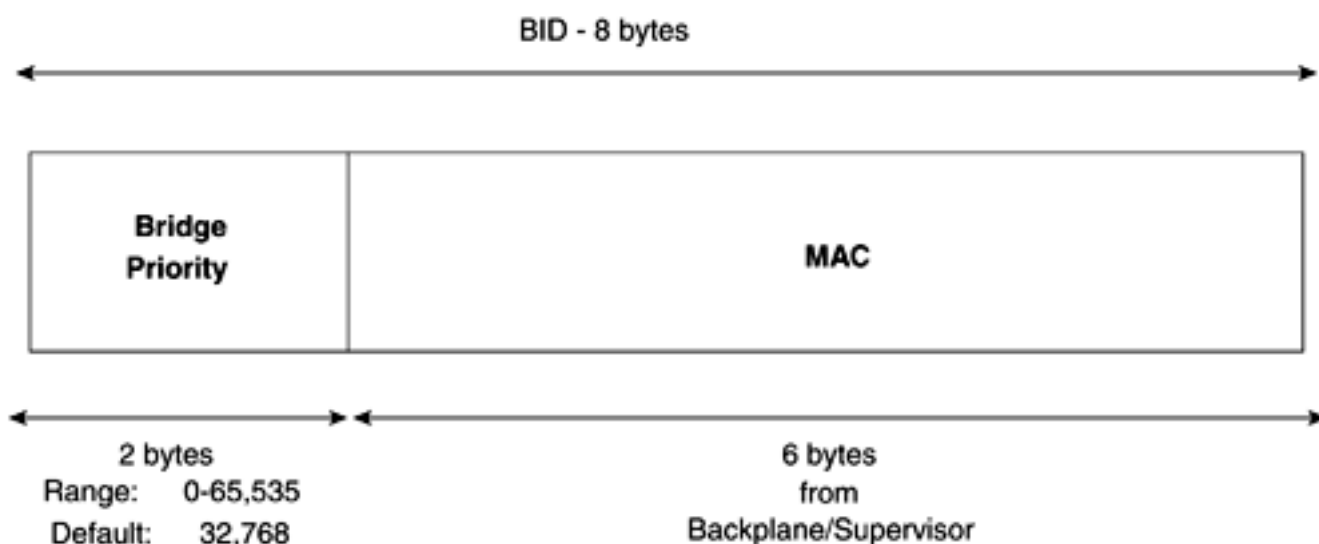 BID - 8 bytes
Bridge
Priority
MAC
2 bytes
Range: 0-65,535
Default: 32,768
6 bytes
from
Backplane/Supervisor